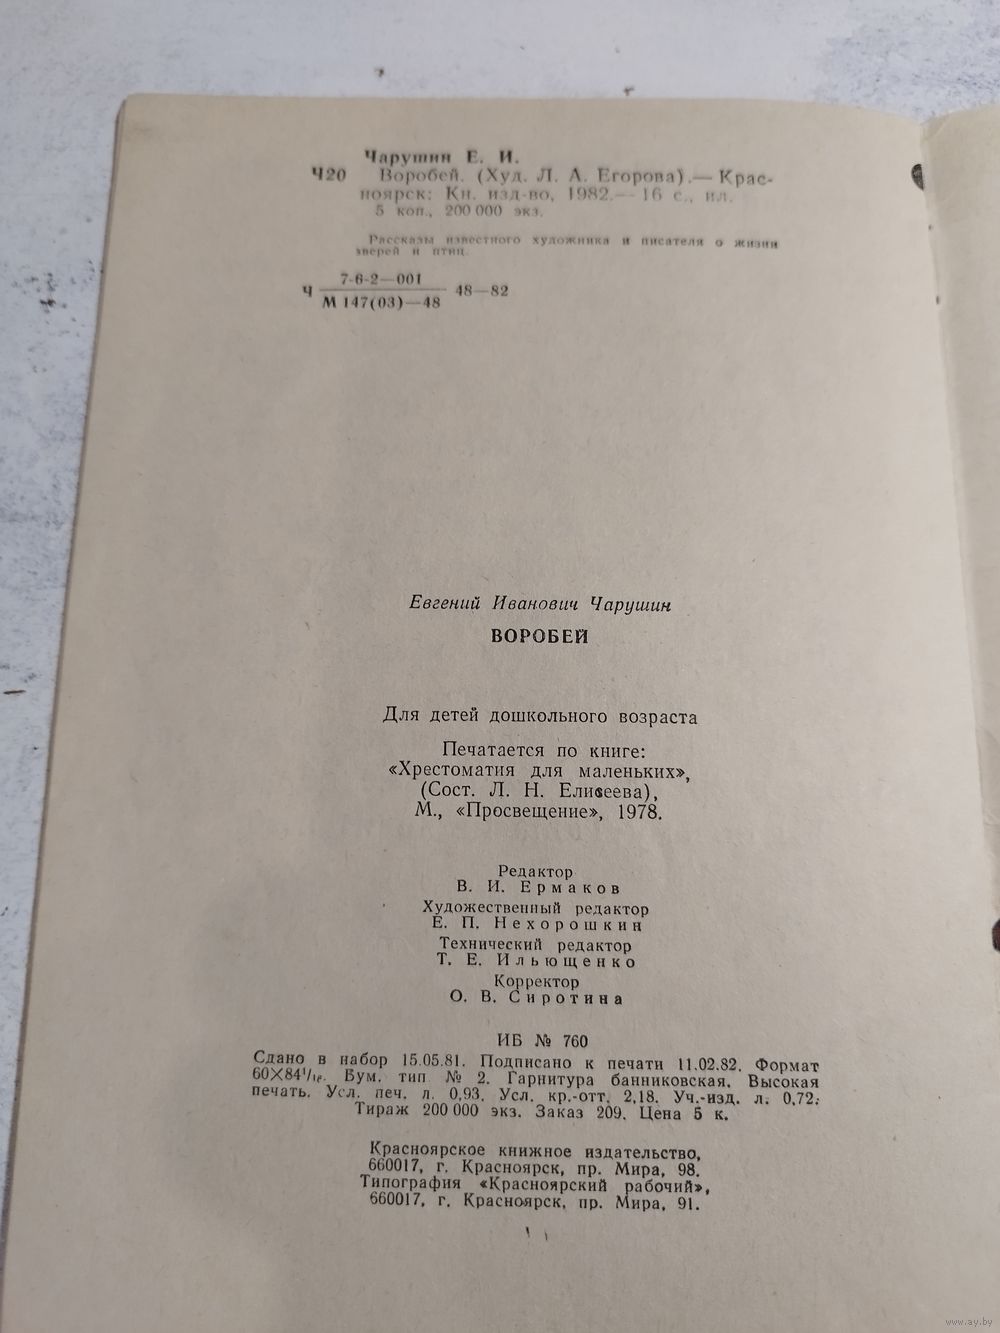 Чарушин Е. И.
Ч20 Воробей. (Худ. Л. А. Егорова).— Крас-
ноярск: Кн. изд-во, 1982.— 16 с., ил.
5 коп., 200 000 экз.
Рассказы известного художника и писателя о жизни
зверей и птиц.
7-6-2—001
Ч 48—82
М 147(03)—48
Евгений Иванович Чарушин
ВОРОБЕЙ
Для детей дошкольного возраста
Печатается по книге:
«Хрестоматия для маленьких»,
(Сост. Л. Н. Елисеева),
М., «Просвещение», 1978.
Редактор
В. И. Ермаков
Художественный редактор
Е. П. Нехорошкин
Технический редактор
Т. Е. Ильющенко
Корректор
О. В. Сиротина
ИБ № 760
Сдано в набор 15.05.81. Подписано к печати 11.02.82. Формат
60X84¹/₁₆. Бум. тип № 2. Гарнитура банниковская. Высокая
печать. Усл. печ. л. 0,93. Усл. кр.-отт. 2,18. Уч.-изд. л. 0,72.
Тираж 200 000 экз. Заказ 209. Цена 5 к.
Красноярское книжное издательство,
660017, г. Красноярск, пр. Мира, 98.
Типография «Красноярский рабочий»,
660017, г. Красноярск, пр. Мира, 91.
www.ay.by